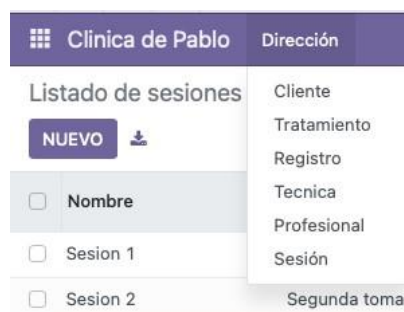 Clinica de Pablo Dirección
Listado de sesiones
NUEVO
Cliente
Tratamiento
Registro
Tecnica
Profesional
Sesión
Nombre
Sesion 1
Sesion 2 Segunda toma